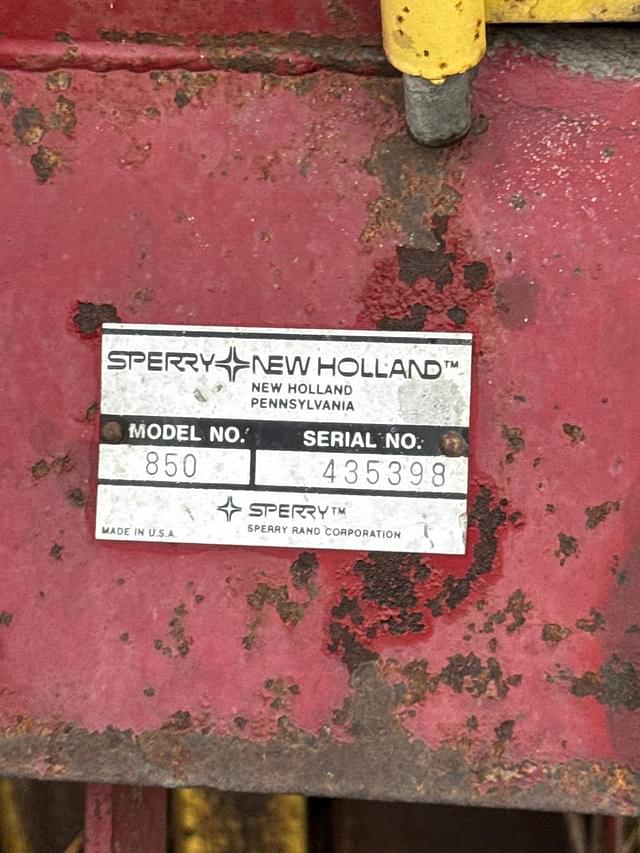 SPERRY NEW HOLLAND™
NEW HOLLAND
PENNSYLVANIA
MODEL NO. SERIAL NO.
850 435398
SPERRY™
MADE IN U.S.A. SPERRY RAND CORPORATION